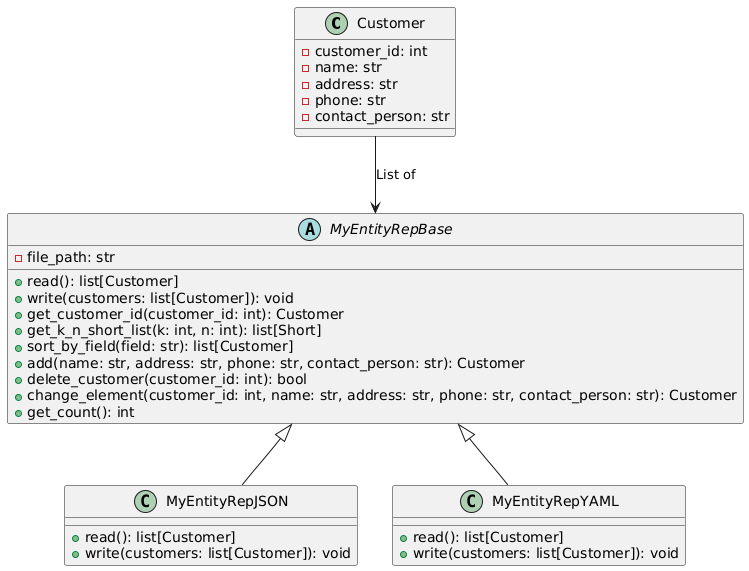 C Customer
customer_id: int
name: str
address: str
phone: str
contact_person: str
List of
A MyEntityRepBase
file_path: str
read(): list[Customer]
write(customers: list[Customer]): void
get_customer_id(customer_id: int): Customer
get_k_n_short_list(k: int, n: int): list[Short]
sort_by_field(field: str): list[Customer]
add(name: str, address: str, phone: str, contact_person: str): Customer
delete_customer(customer_id: int): bool
change_element(customer_id: int, name: str, address: str, phone: str, contact_person: str): Customer
get_count(): int
C MyEntityRepJSON
read(): list[Customer]
write(customers: list[Customer]): void
C MyEntityRepYAML
read(): list[Customer]
write(customers: list[Customer]): void